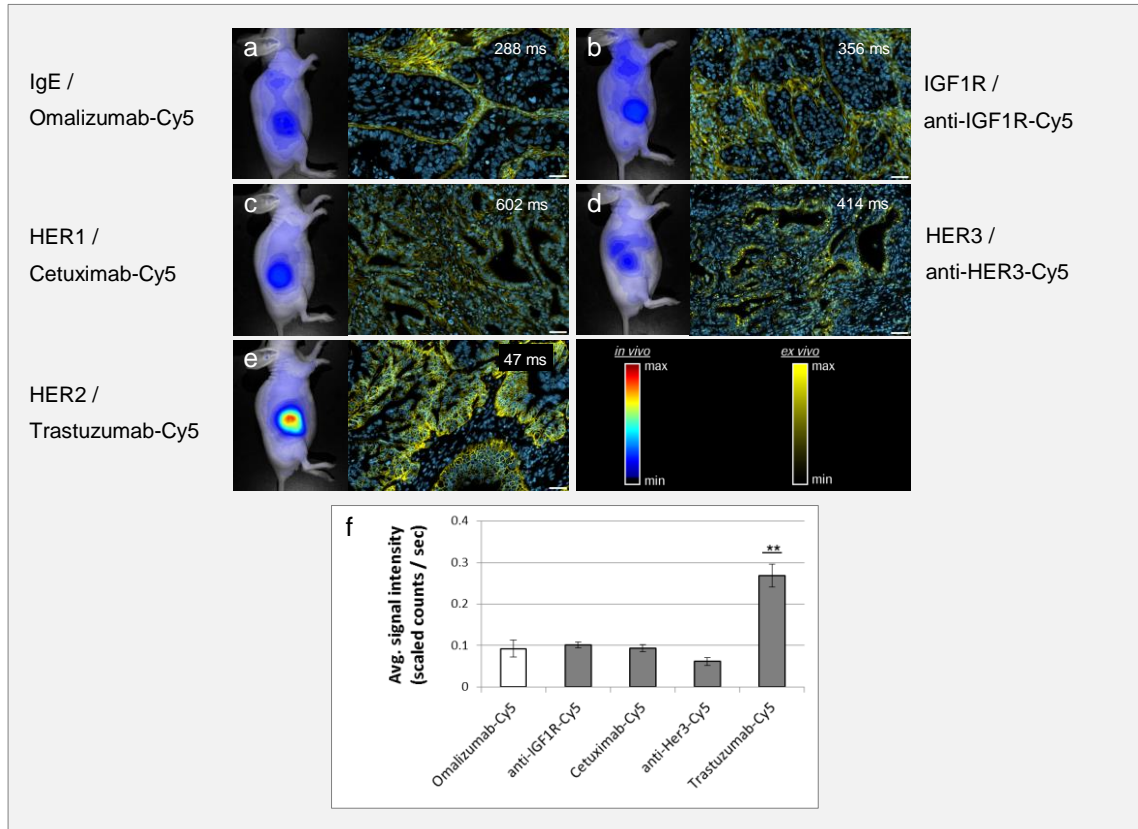 a
288 ms
b
356 ms
IgE /
Omalizumab-Cy5
IGF1R /
anti-IGF1R-Cy5
c
602 ms
d
414 ms
HER1 /
Cetuximab-Cy5
HER3 /
anti-HER3-Cy5
e
47 ms
HER2 /
Trastuzumab-Cy5
in vivo
max
min
ex vivo
max
min
f
Avg. signal intensity
(scaled counts / sec)
0.4
0.3
0.2
0.1
0
**
Omalizumab-Cy5
anti-IGF1R-Cy5
Cetuximab-Cy5
anti-Her3-Cy5
Trastuzumab-Cy5